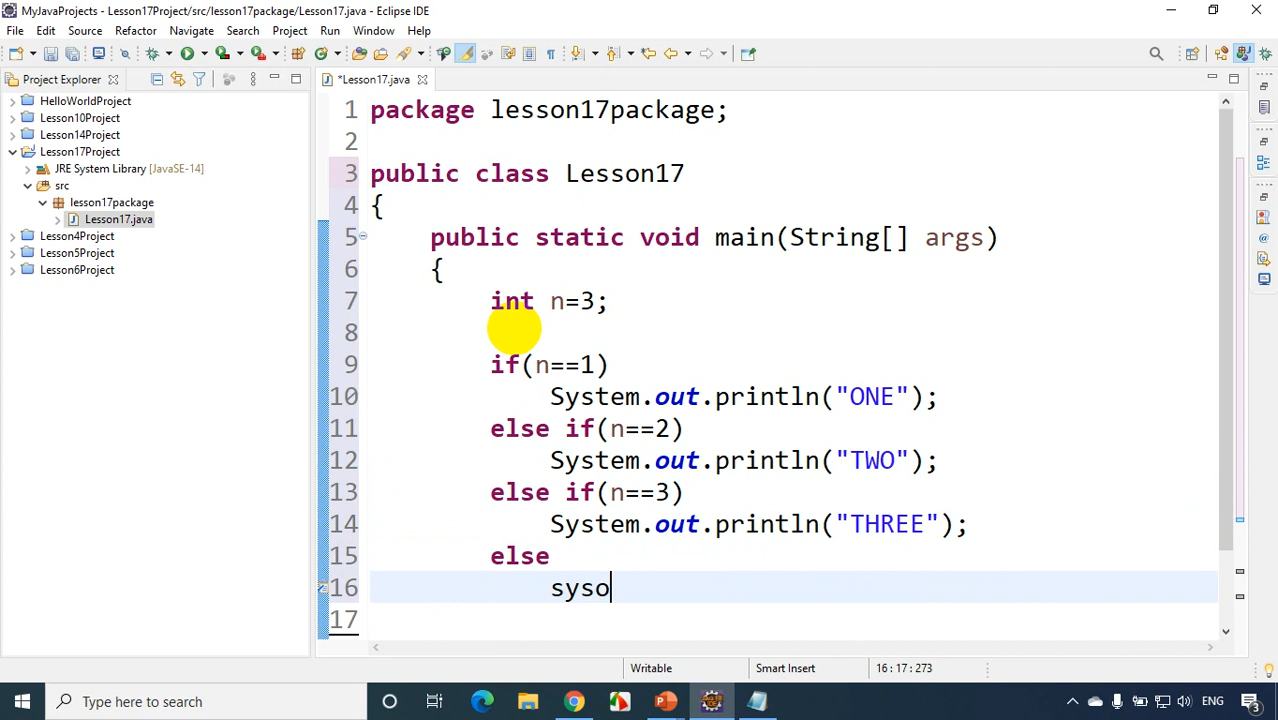 MyJavaProjects - Lesson17Project/src/lesson17package/Lesson17.java - Eclipse IDE
File Edit Source Refactor Navigate Search Project Run Window Help
Project Explorer
*Lesson17.java
HelloWorldProject
Lesson10Project
Lesson14Project
Lesson17Project
JRE System Library [JavaSE-14]
src
lesson17package
Lesson17.java
Lesson4Project
Lesson5Project
Lesson6Project
1 package lesson17package;
2
3 public class Lesson17
4 {
5 public static void main(String[] args)
6 {
7 int n=3;
8
9 if(n==1)
10 System.out.println("ONE");
11 else if(n==2)
12 System.out.println("TWO");
13 else if(n==3)
14 System.out.println("THREE");
15 else
16 syso
17
Writable Smart Insert 16 : 17 : 273
Type here to search
ENG
3